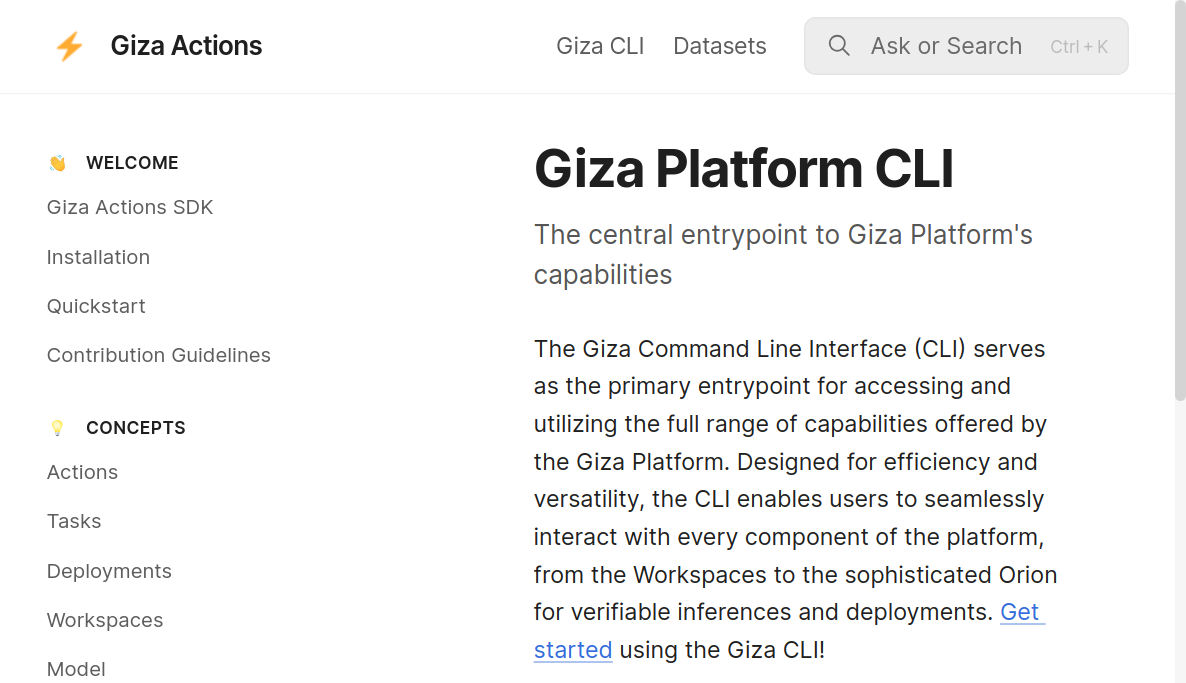 Giza Actions
Giza CLI
Datasets
Ask or Search
Ctrl + K
WELCOME
Giza Actions SDK
Installation
Quickstart
Contribution Guidelines
CONCEPTS
Actions
Tasks
Deployments
Workspaces
Model
Giza Platform CLI
The central entrypoint to Giza Platform's
capabilities
The Giza Command Line Interface (CLI) serves
as the primary entrypoint for accessing and
utilizing the full range of capabilities offered by
the Giza Platform. Designed for efficiency and
versatility, the CLI enables users to seamlessly
interact with every component of the platform,
from the Workspaces to the sophisticated Orion
for verifiable inferences and deployments. Get
started using the Giza CLI!